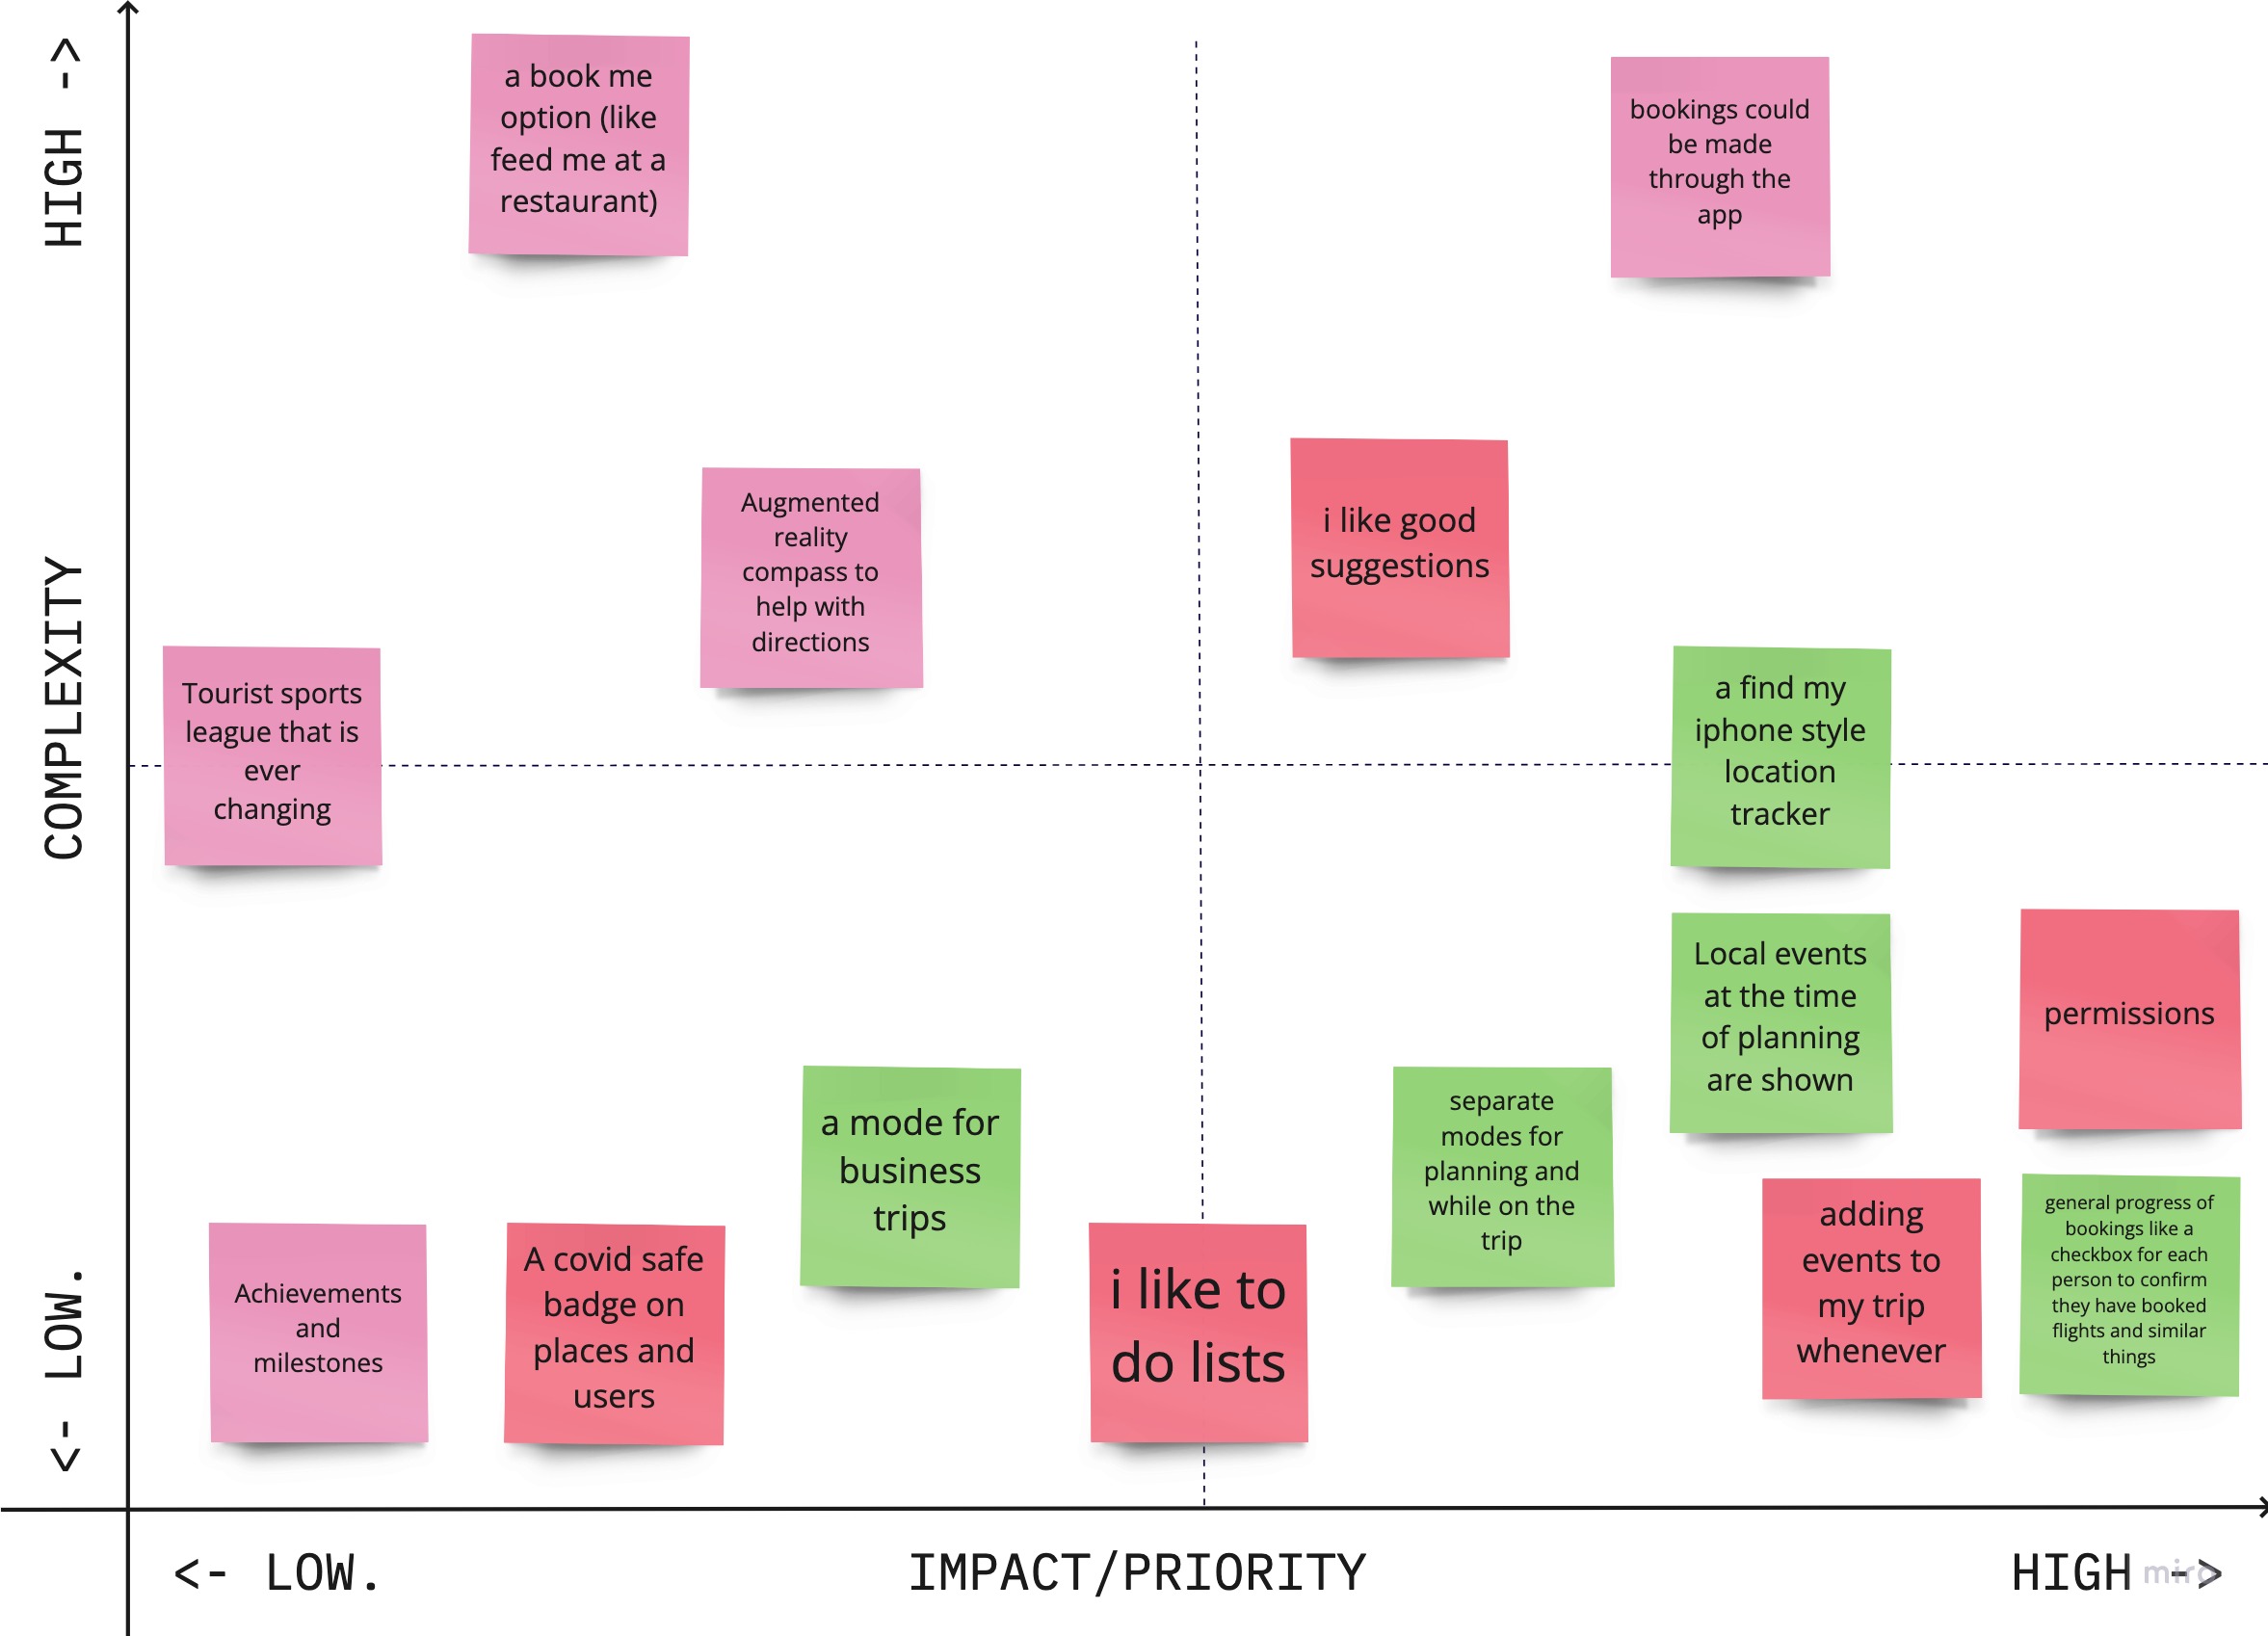 HIGH ->
COMPLEXITY
<- LOW.
a book me
option (like
feed me at a
restaurant)
bookings could
be made
through the
app
Augmented
reality
compass to
help with
directions
i like good
suggestions
Tourist sports
league that is
ever
changing
a find my
iphone style
location
tracker
Local events
at the time
of planning
are shown
permissions
a mode for
business
trips
separate
modes for
planning and
while on the
trip
Achievements
and
milestones
A covid safe
badge on
places and
users
i like to
do lists
adding
events to
my trip
whenever
general progress of
bookings like a
checkbox for each
person to confirm
they have booked
flights and similar
things
<- LOW.
IMPACT/PRIORITY
HIGH ->
miro